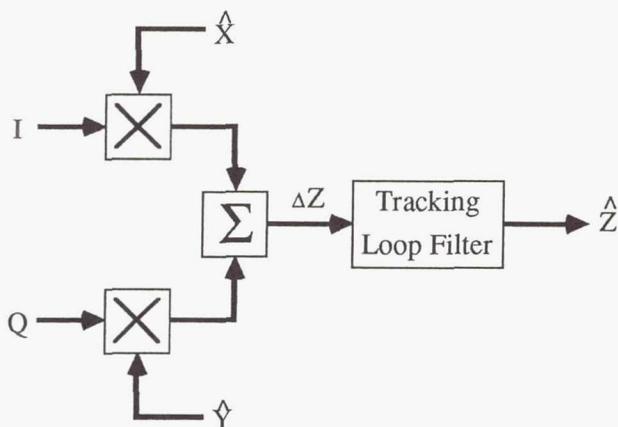 X̂
I
ΔZ
Tracking
Loop Filter
Ẑ
Σ
Q
Ŷ